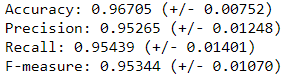 Accuracy: 0.96705 (+/- 0.00752)
Precision: 0.95265 (+/- 0.01248)
Recall: 0.95439 (+/- 0.01401)
F-measure: 0.95344 (+/- 0.01070)